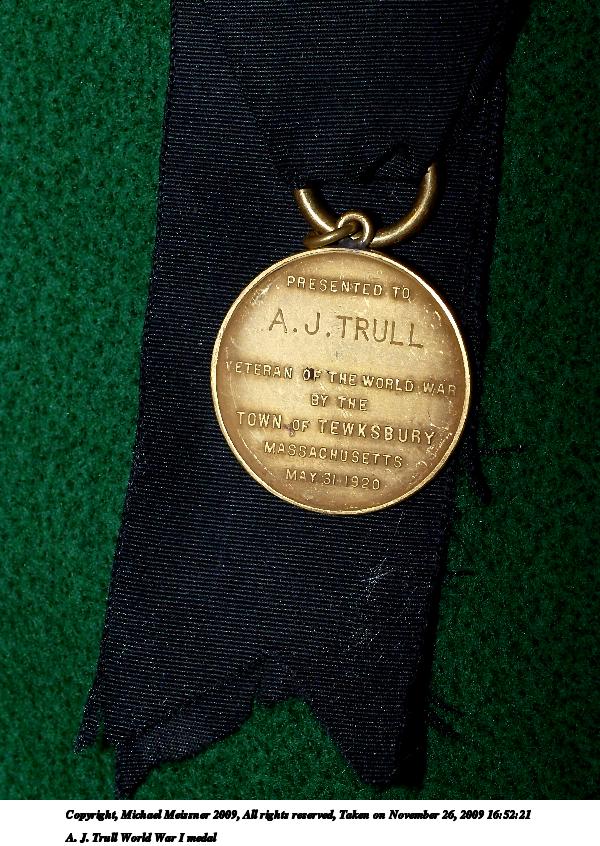 PRESENTED TO
A. J. TRULL
VETERAN OF THE WORLD WAR
BY THE
TOWN OF TEWKSBURY
MASSACHUSETTS
MAY 31 1920
Copyright, Michael Meissner 2009, All rights reserved, Taken on November 26, 2009 16:52:21
A. J. Trull World War I medal